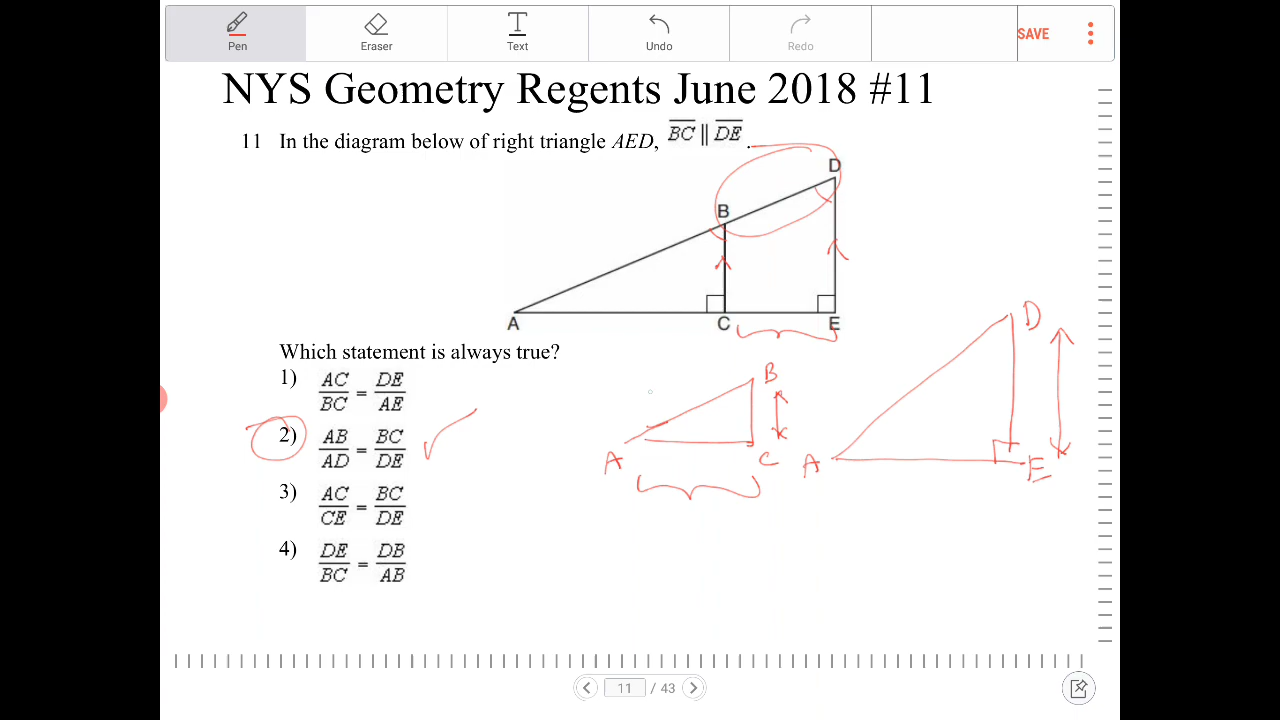 Pen Eraser Text Undo Redo SAVE
NYS Geometry Regents June 2018 #11
11 In the diagram below of right triangle AED, BC || DE.
D
B
A C E
Which statement is always true?
1) AC/BC = DE/AE
2) AB/AD = BC/DE
3) AC/CE = BC/DE
4) DE/BC = DB/AB
B
A C
D
A E
11 / 43